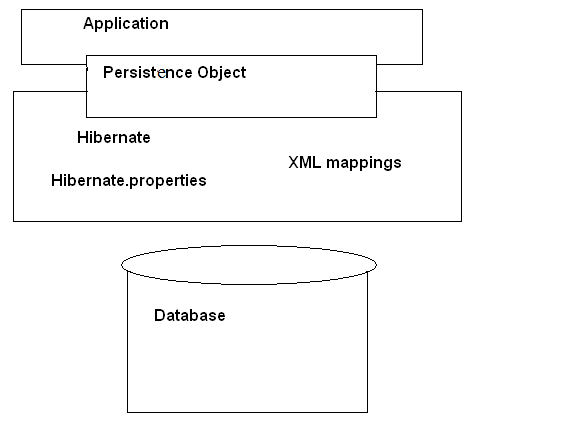 Application
Persistence Object
Hibernate
XML mappings
Hibernate.properties
Database